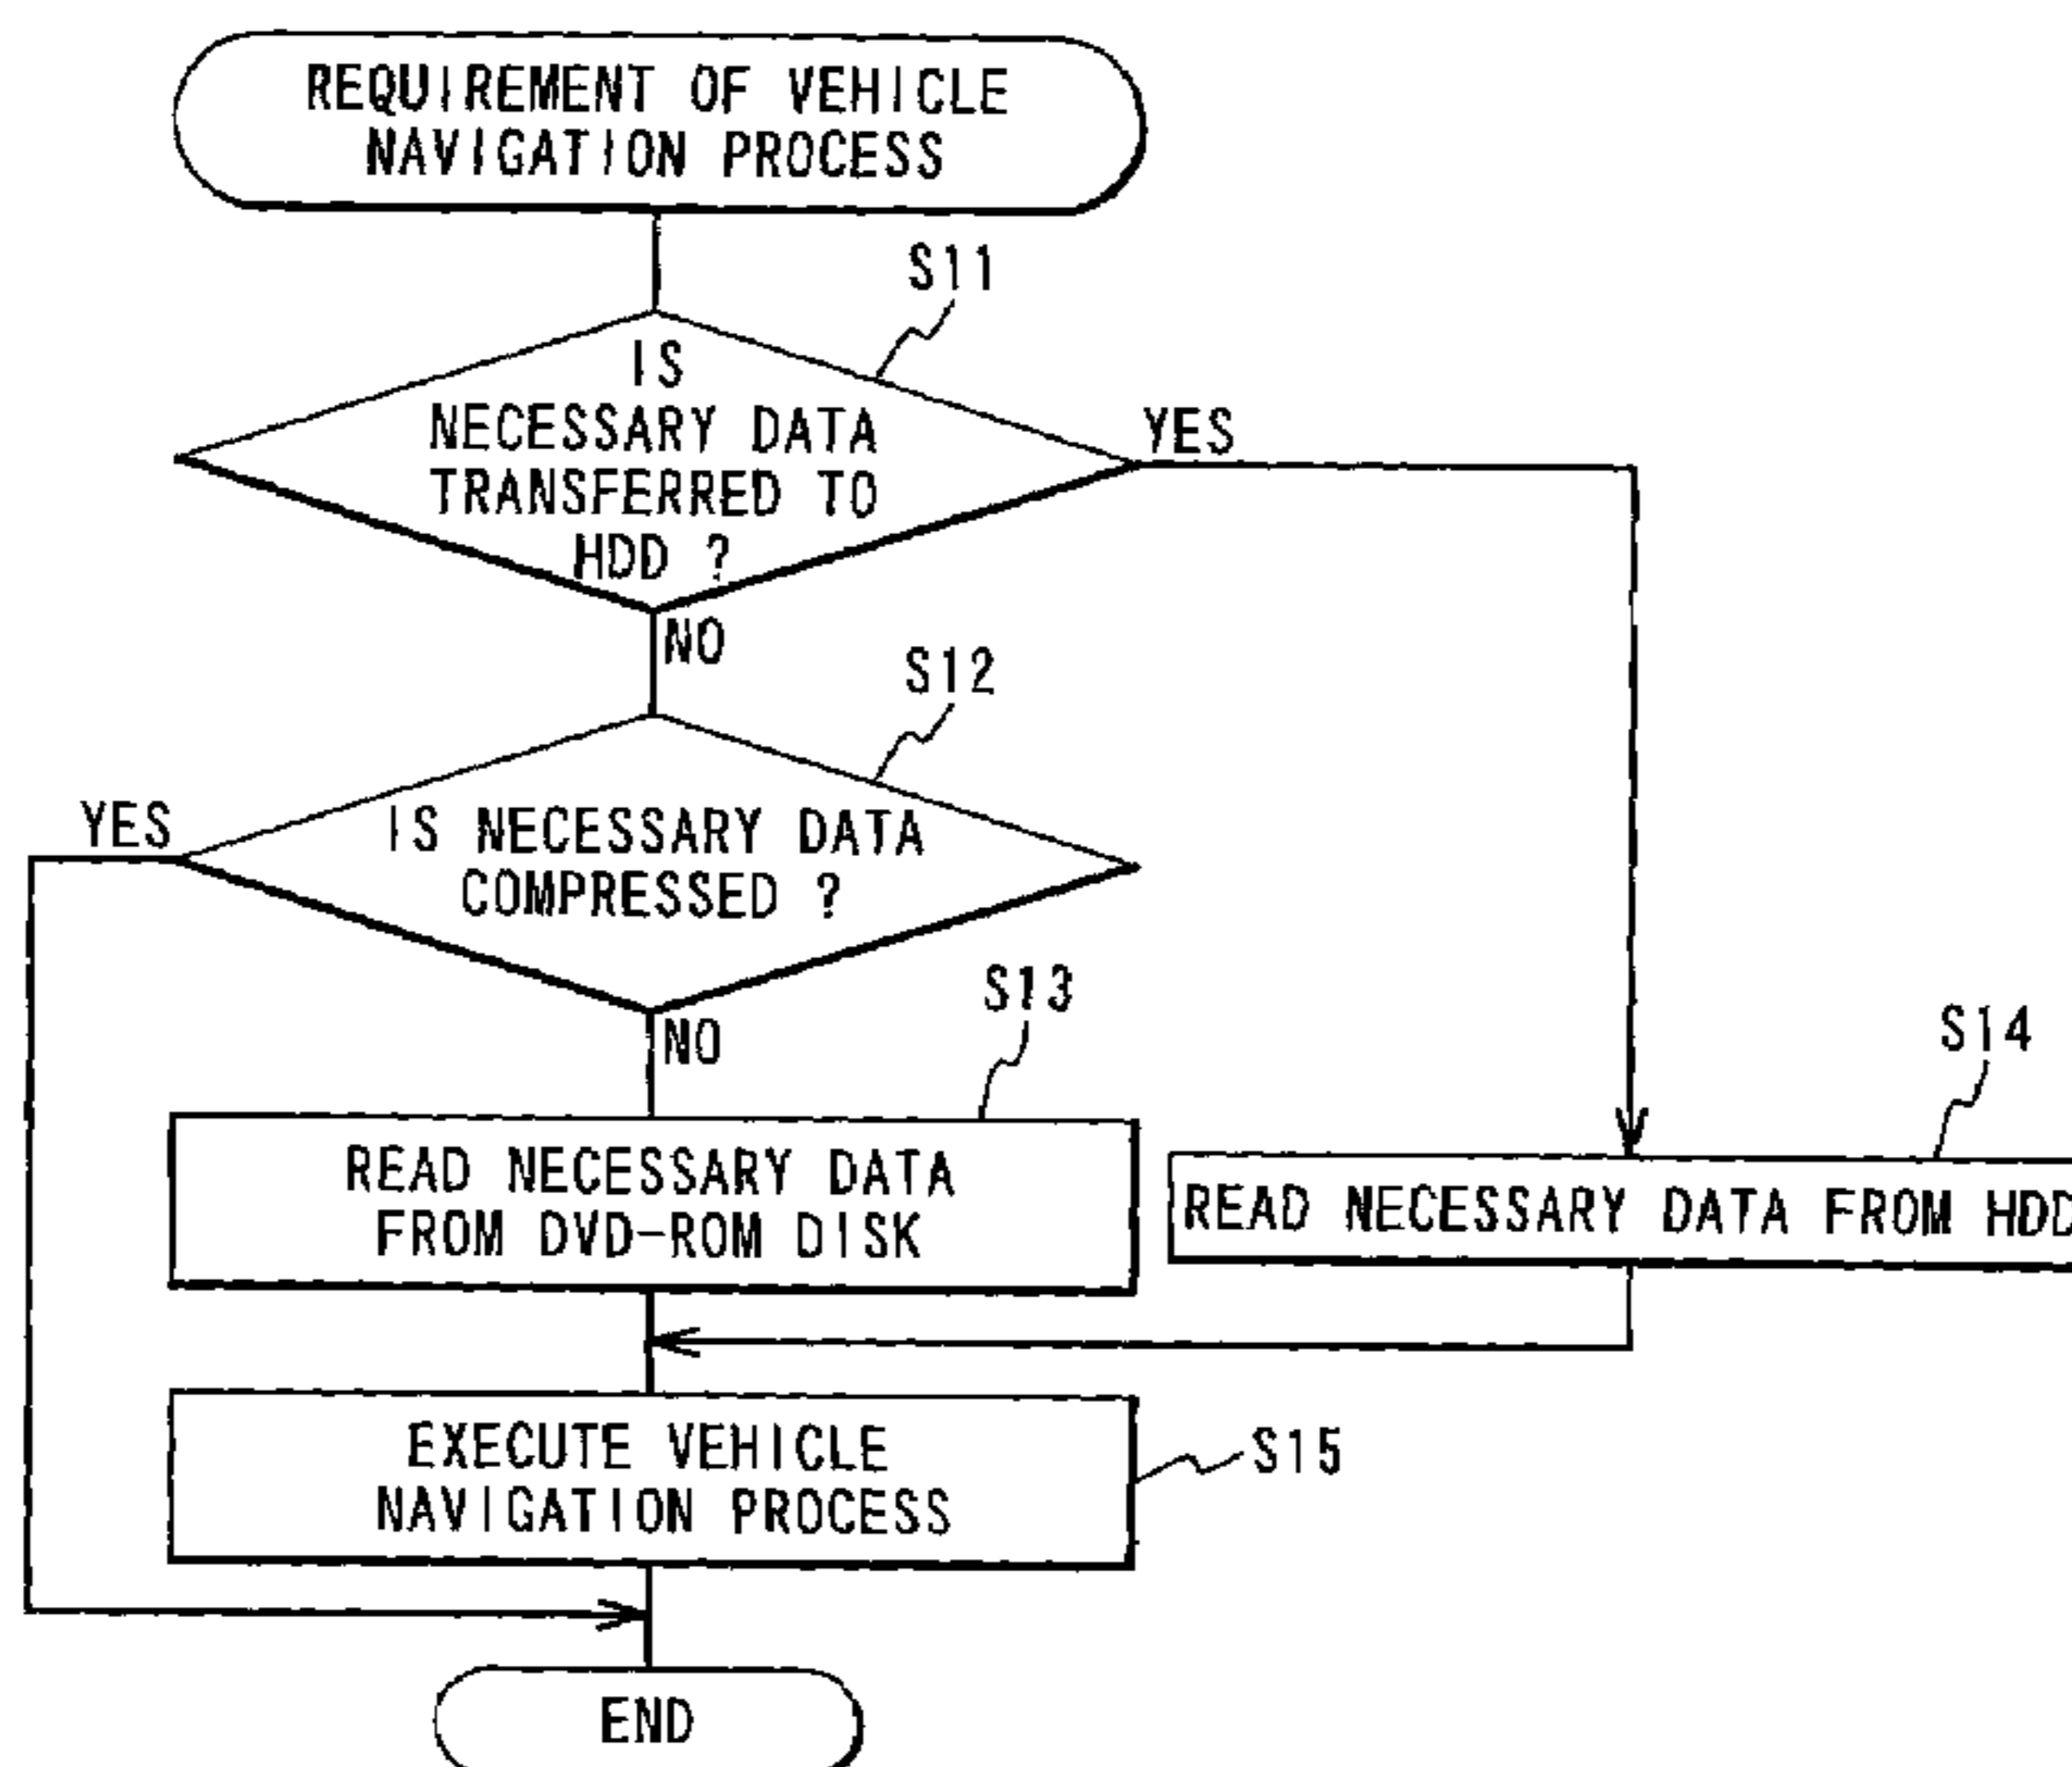 REQUIREMENT OF VEHICLE
NAVIGATION PROCESS
S11
IS
NECESSARY DATA
TRANSFERRED TO
HDD ?
YES
NO
S12
YES
IS NECESSARY DATA
COMPRESSED ?
NO
S13
S14
READ NECESSARY DATA
FROM DVD-ROM DISK
READ NECESSARY DATA FROM HDD
EXECUTE VEHICLE
NAVIGATION PROCESS
S15
END